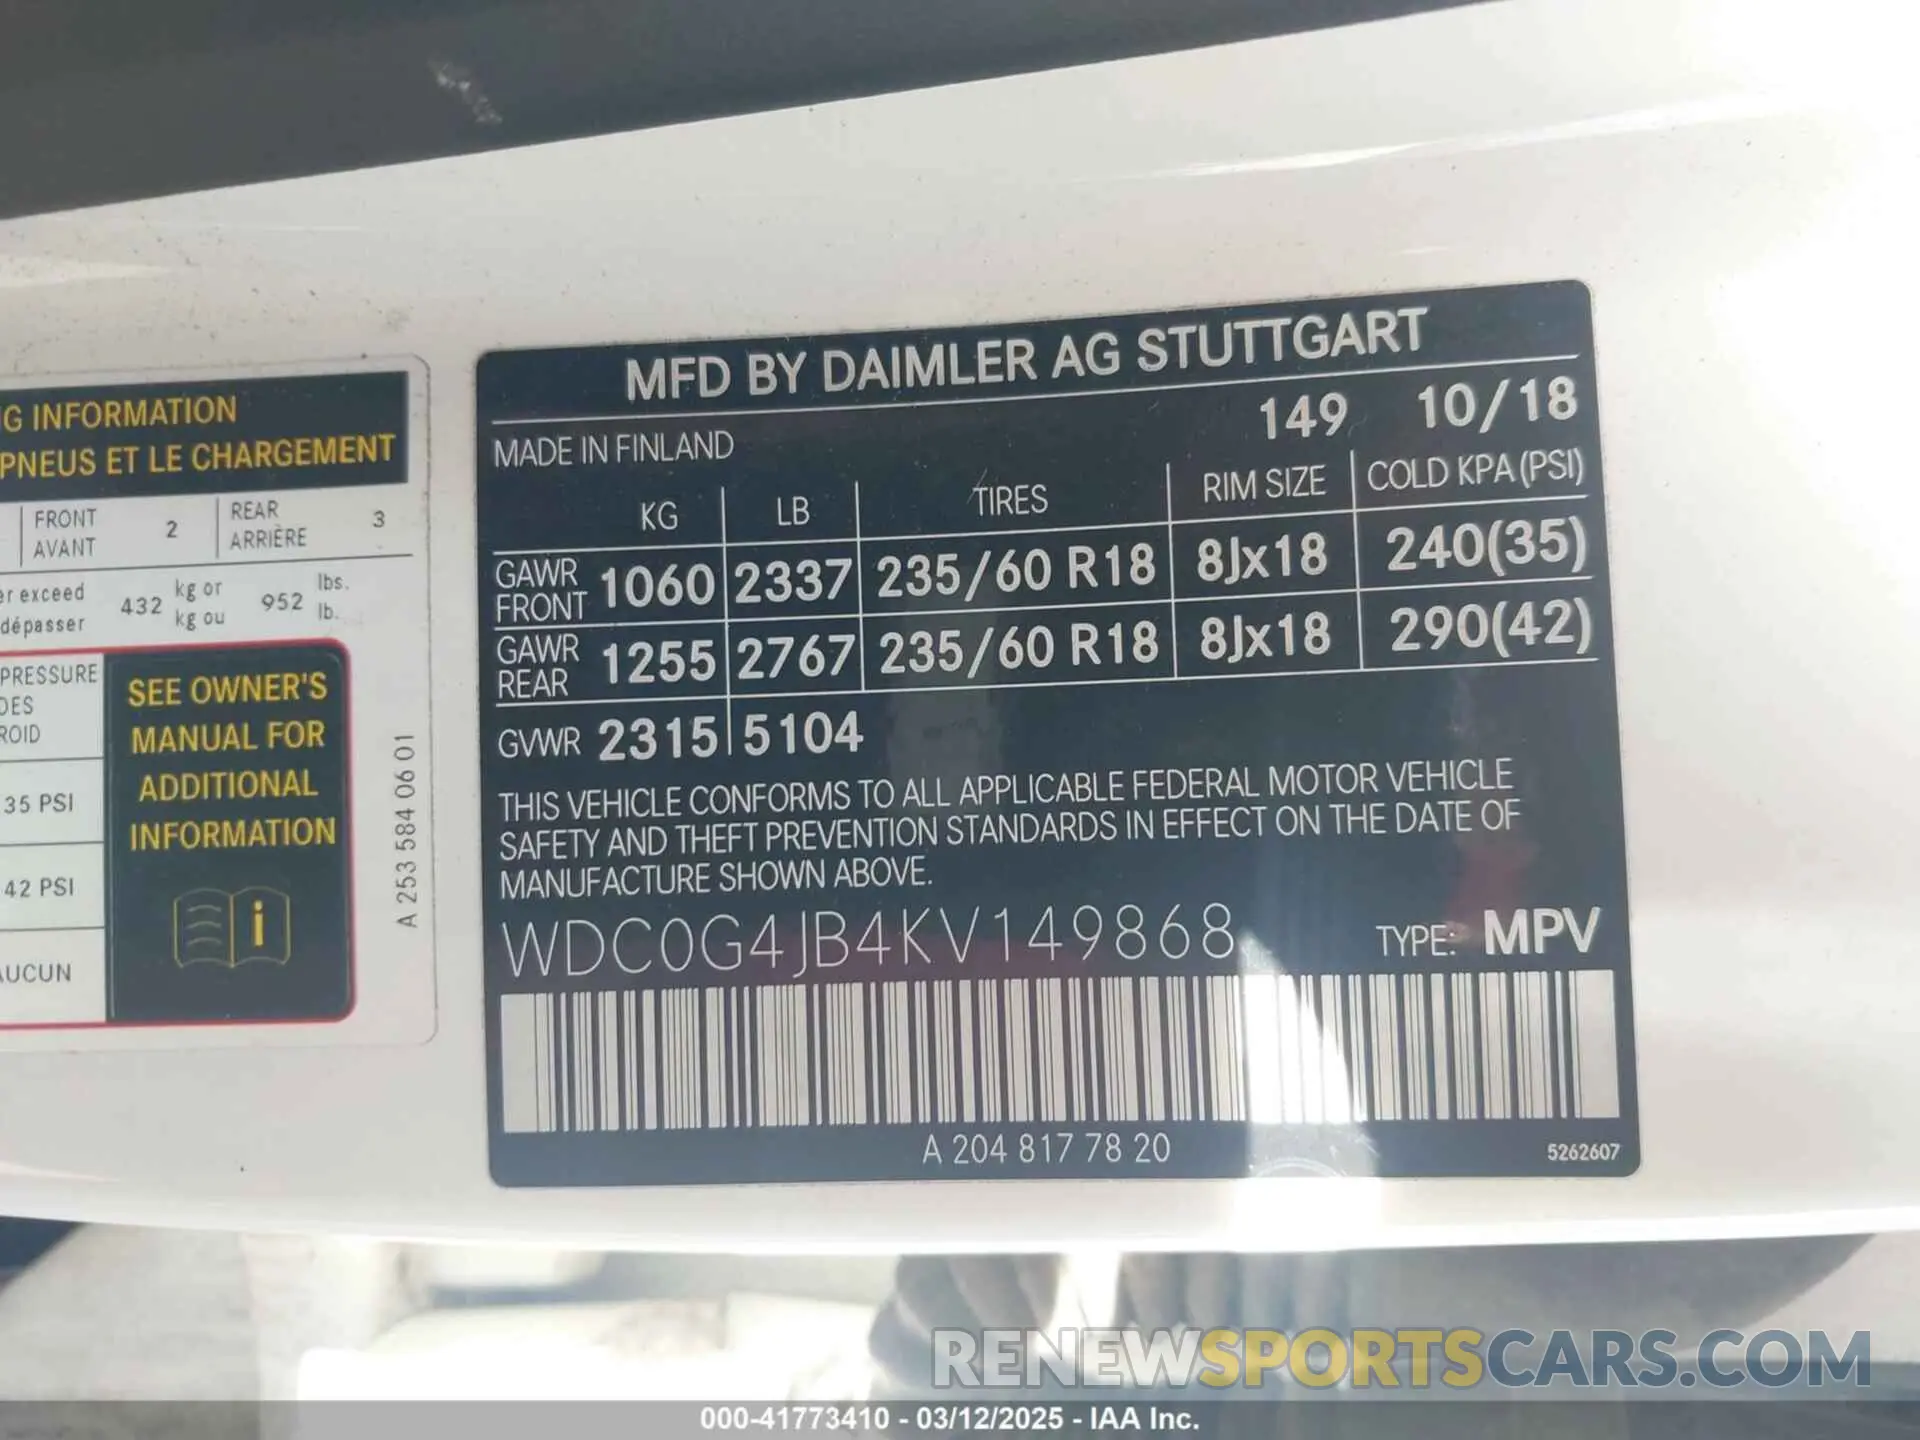 G INFORMATION
PNEUS ET LE CHARGEMENT
FRONT
AVANT
2
REAR
ARRIÈRE
3
er exceed
dépasser
432
kg or
kg ou
952
lbs.
lb.
PRESSURE
DES
ROID
35 PSI
42 PSI
AUCUN
SEE OWNER'S
MANUAL FOR
ADDITIONAL
INFORMATION
i
A 253 584 06 01
MFD BY DAIMLER AG STUTTGART
149 10/18
MADE IN FINLAND
KG LB TIRES RIM SIZE COLD KPA (PSI)
GAWR
FRONT 1060 2337 235/60 R18 8Jx18 240(35)
GAWR
REAR 1255 2767 235/60 R18 8Jx18 290(42)
GVWR 2315 5104
THIS VEHICLE CONFORMS TO ALL APPLICABLE FEDERAL MOTOR VEHICLE
SAFETY AND THEFT PREVENTION STANDARDS IN EFFECT ON THE DATE OF
MANUFACTURE SHOWN ABOVE.
WDC0G4JB4KV149868 TYPE: MPV
A 204 817 78 20
5262607
RENEWSPORTSCARS.COM
000-41773410 - 03/12/2025 - IAA Inc.